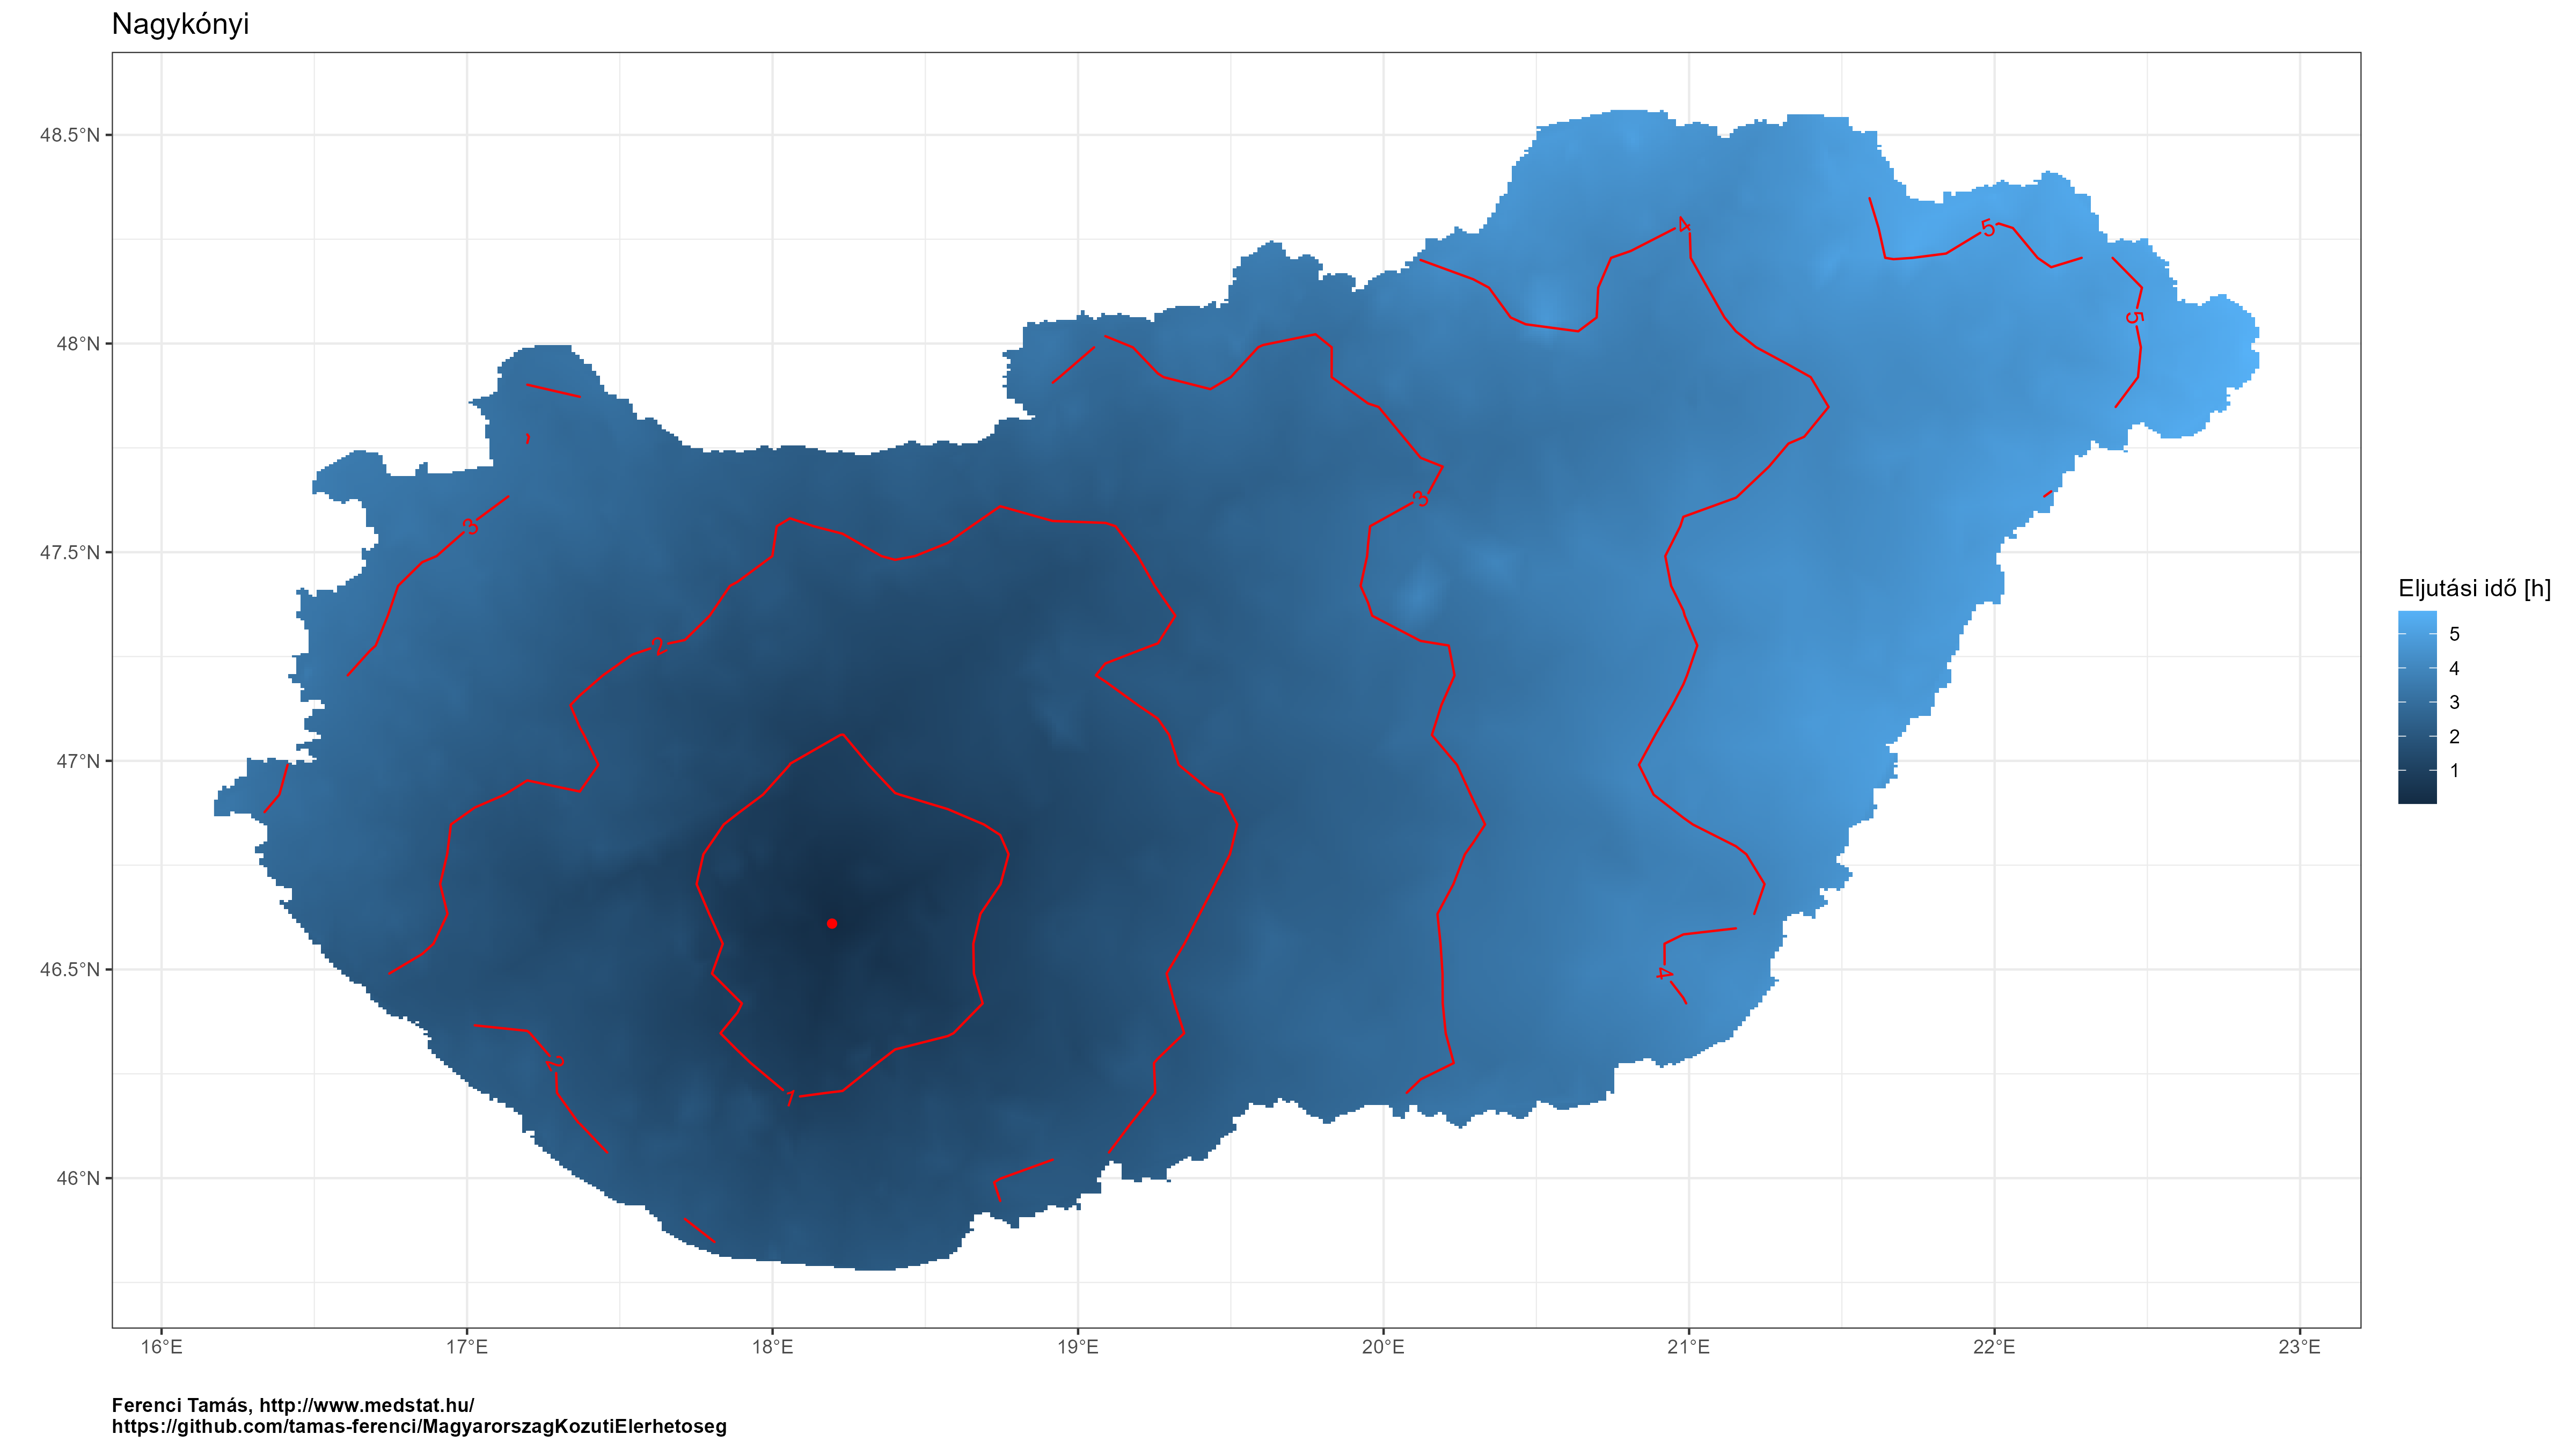 Nagykónyi
48.5°N
48°N
47.5°N
47°N
46.5°N
46°N
16°E
17°E
18°E
19°E
20°E
21°E
22°E
23°E
4
5
5
3
3
2
2
1
4
Eljutási idő [h]
5
4
3
2
1
Ferenci Tamás, http://www.medstat.hu/
https://github.com/tamas-ferenci/MagyarorszagKozutiElerhetoseg